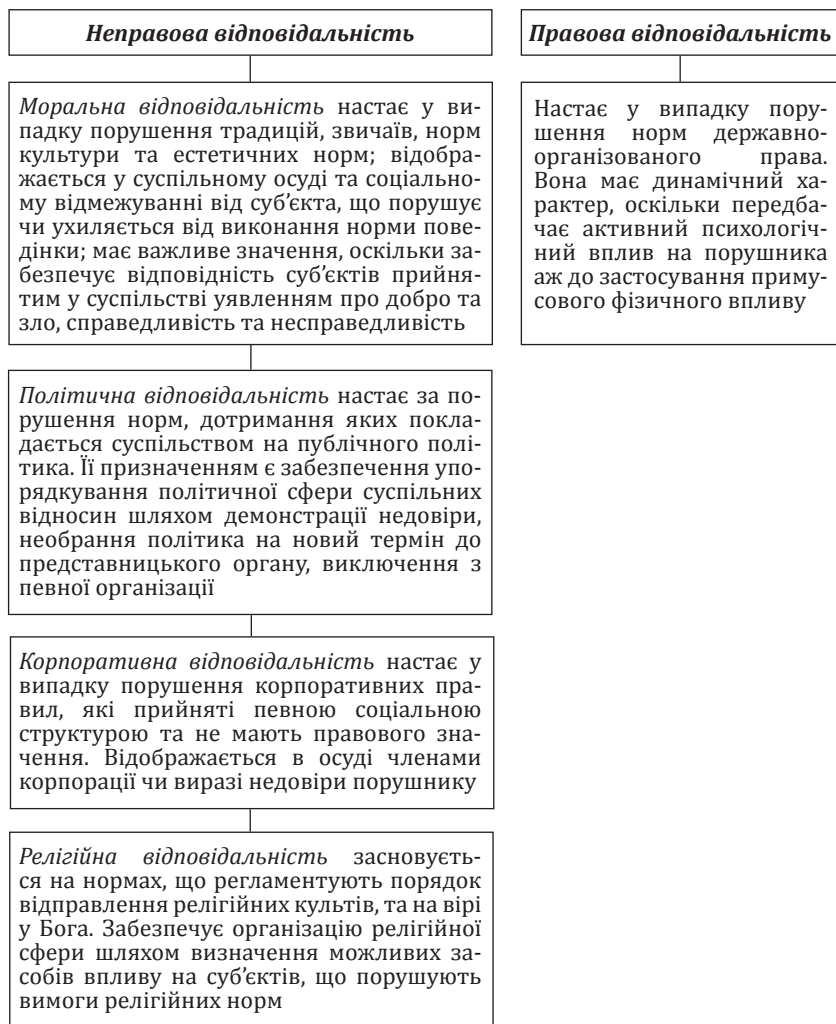 Неправова відповідальність
Моральна відповідальність настає у ви-
падку порушення традицій, звичаїв, норм
культури та естетичних норм; відобра-
жається у суспільному осуді та соціально-
му відмежуванні від суб’єкта, що порушує
чи ухиляється від виконання норми пове-
дінки; має важливе значення, оскільки за-
безпечує відповідність суб’єктів прийня-
тим у суспільстві уявленням про добро та
зло, справедливість та несправедливість
Політична відповідальність настає за по-
рушення норм, дотримання яких покла-
дається суспільством на публічного полі-
тика. Її призначенням є забезпечення упо-
рядкування політичної сфери суспільних
відносин шляхом демонстрації недовіри,
необрання політика на новий термін до
представницького органу, виключення з
певної організації
Корпоративна відповідальність настає у
випадку порушення корпоративних пра-
вил, які прийняті певною соціальною
структурою та не мають правового зна-
чення. Відображається в осуді членами
корпорації чи виразі недовіри порушнику
Релігійна відповідальність засновуєть-
ся на нормах, що регламентують порядок
відправлення релігійних культів, та на вірі
у Бога. Забезпечує організацію релігійної
сфери шляхом визначення можливих за-
собів впливу на суб’єктів, що порушують
вимоги релігійних норм
Правова відповідальність
Настає у випадку пору-
шення норм державно-
організованого права.
Вона має динамічний ха-
рактер, оскільки передба-
чає активний психологіч-
ний вплив на порушника
аж до застосування приму-
сового фізичного впливу